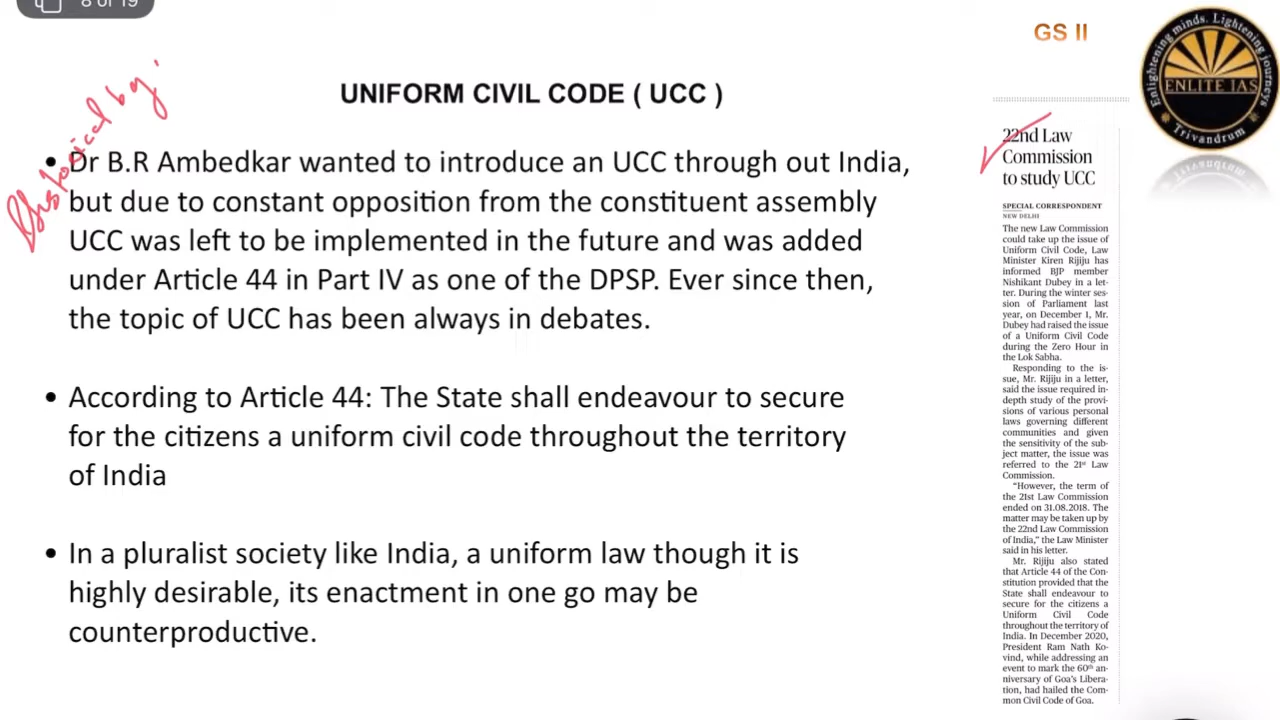 8 of 19
GS II
Enlightening minds. Lightening journeys
ENLITE IAS
Trivandrum
UNIFORM CIVIL CODE ( UCC )
Historical bg.
• Dr B.R Ambedkar wanted to introduce an UCC through out India,
but due to constant opposition from the constituent assembly
UCC was left to be implemented in the future and was added
under Article 44 in Part IV as one of the DPSP. Ever since then,
the topic of UCC has been always in debates.
• According to Article 44: The State shall endeavour to secure
for the citizens a uniform civil code throughout the territory
of India
• In a pluralist society like India, a uniform law though it is
highly desirable, its enactment in one go may be
counterproductive.
22nd Law
Commission
to study UCC
SPECIAL CORRESPONDENT
NEW DELHI
The new Law Commission
could take up the issue of
Uniform Civil Code, Law
Minister Kiren Rijiju has
informed BJP member
Nishikant Dubey in a let-
ter. During the winter ses-
sion of Parliament last
year, on December 1, Mr.
Dubey had raised the issue
of a Uniform Civil Code
during the Zero Hour in
the Lok Sabha.
Responding to the is-
sue, Mr. Rijiju in a letter,
said the issue required in-
depth study of the provi-
sions of various personal
laws governing different
communities and given
the sensitivity of the sub-
ject matter, the issue was
referred to the 21st Law
Commission.
"However, the term of
the 21st Law Commission
ended on 31.08.2018. The
matter may be taken up by
the 22nd Law Commission
of India," the Law Minister
said in his letter.
Mr. Rijiju also stated
that Article 44 of the Con-
stitution provided that the
State shall endeavour to
secure for the citizens a
Uniform Civil Code
throughout the territory of
India. In December 2020,
President Ram Nath Ko-
vind, while addressing an
event to mark the 60th an-
niversary of Goa's Libera-
tion, had hailed the Com-
mon Civil Code of Goa.